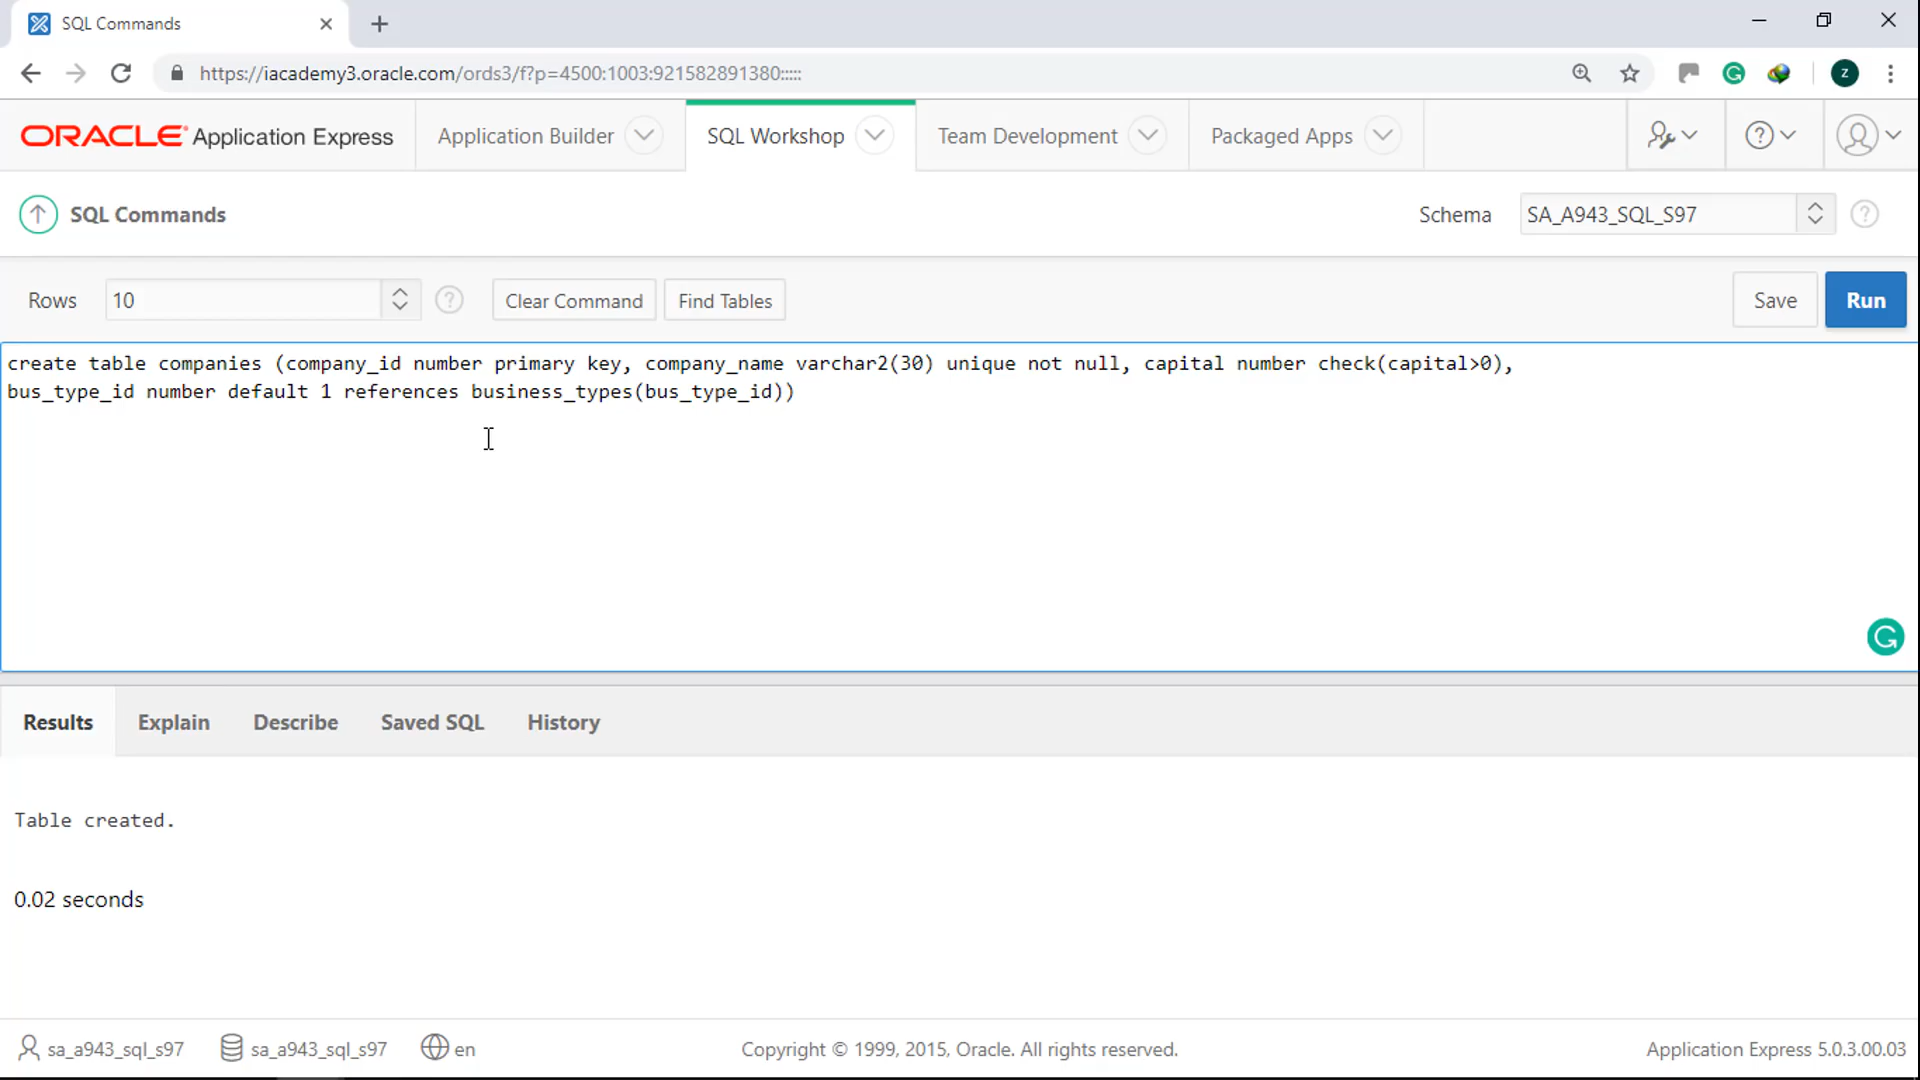 SQL Commands
https://iacademy3.oracle.com/ords3/f?p=4500:1003:921582891380:::::
z
ORACLE Application Express
Application Builder
SQL Workshop
Team Development
Packaged Apps
SQL Commands
Schema
SA_A943_SQL_S97
Rows
10
Clear Command
Find Tables
Save
Run
create table companies (company_id number primary key, company_name varchar2(30) unique not null, capital number check(capital>0),
bus_type_id number default 1 references business_types(bus_type_id))
Results
Explain
Describe
Saved SQL
History
Table created.
0.02 seconds
sa_a943_sql_s97
sa_a943_sql_s97
en
Copyright © 1999, 2015, Oracle. All rights reserved.
Application Express 5.0.3.00.03